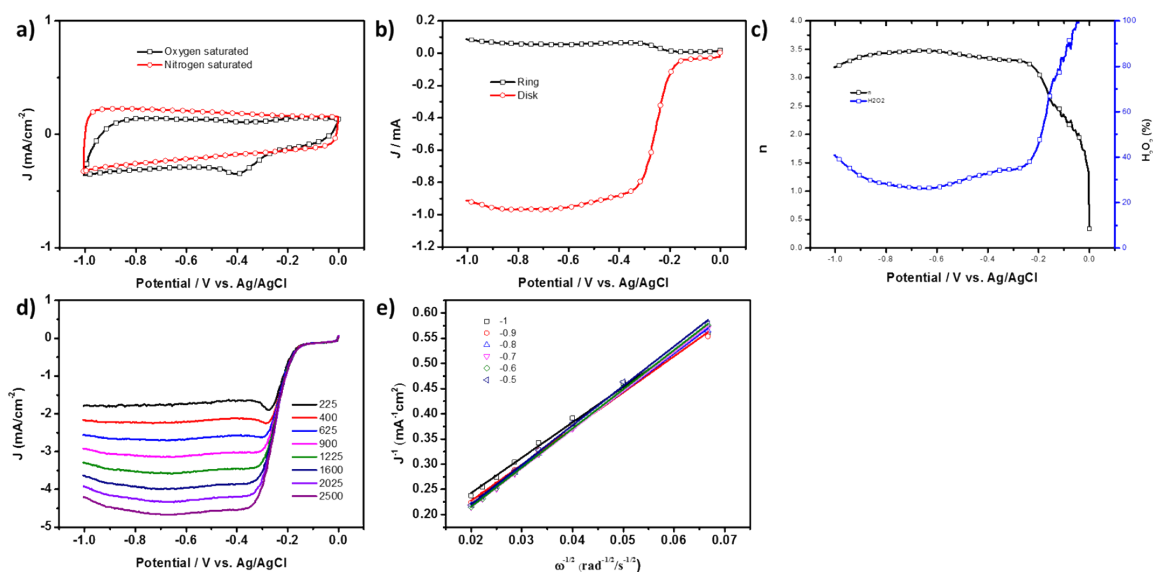 a)
J (mA/cm⁻²)
1
0
-1
Oxygen saturated
Nitrogen saturated
-1.0 -0.8 -0.6 -0.4 -0.2 0.0
Potential / V vs. Ag/AgCl
b)
J / mA
0.4
0.2
0.0
-0.2
-0.4
-0.6
-0.8
-1.0
-1.2
Ring
Disk
-1.0 -0.8 -0.6 -0.4 -0.2 0.0
Potential / V vs. Ag/AgCl
c)
n
4.0
3.5
3.0
2.5
2.0
1.5
1.0
0.5
0.0
n
H2O2
100
80
60
40
20
0
H₂O₂ (%)
-1.0 -0.8 -0.6 -0.4 -0.2 0.0
Potential / V vs. Ag/AgCl
d)
J (mA/cm⁻²)
1
0
-1
-2
-3
-4
-5
225
400
625
900
1225
1600
2025
2500
-1.0 -0.8 -0.6 -0.4 -0.2 0.0
Potential / V vs. Ag/AgCl
e)
J⁻¹ (mA⁻¹cm²)
0.60
0.55
0.50
0.45
0.40
0.35
0.30
0.25
0.20
-1
-0.9
-0.8
-0.7
-0.6
-0.5
0.02 0.03 0.04 0.05 0.06 0.07
ω⁻¹/² (rad⁻¹/²/s⁻¹/²)